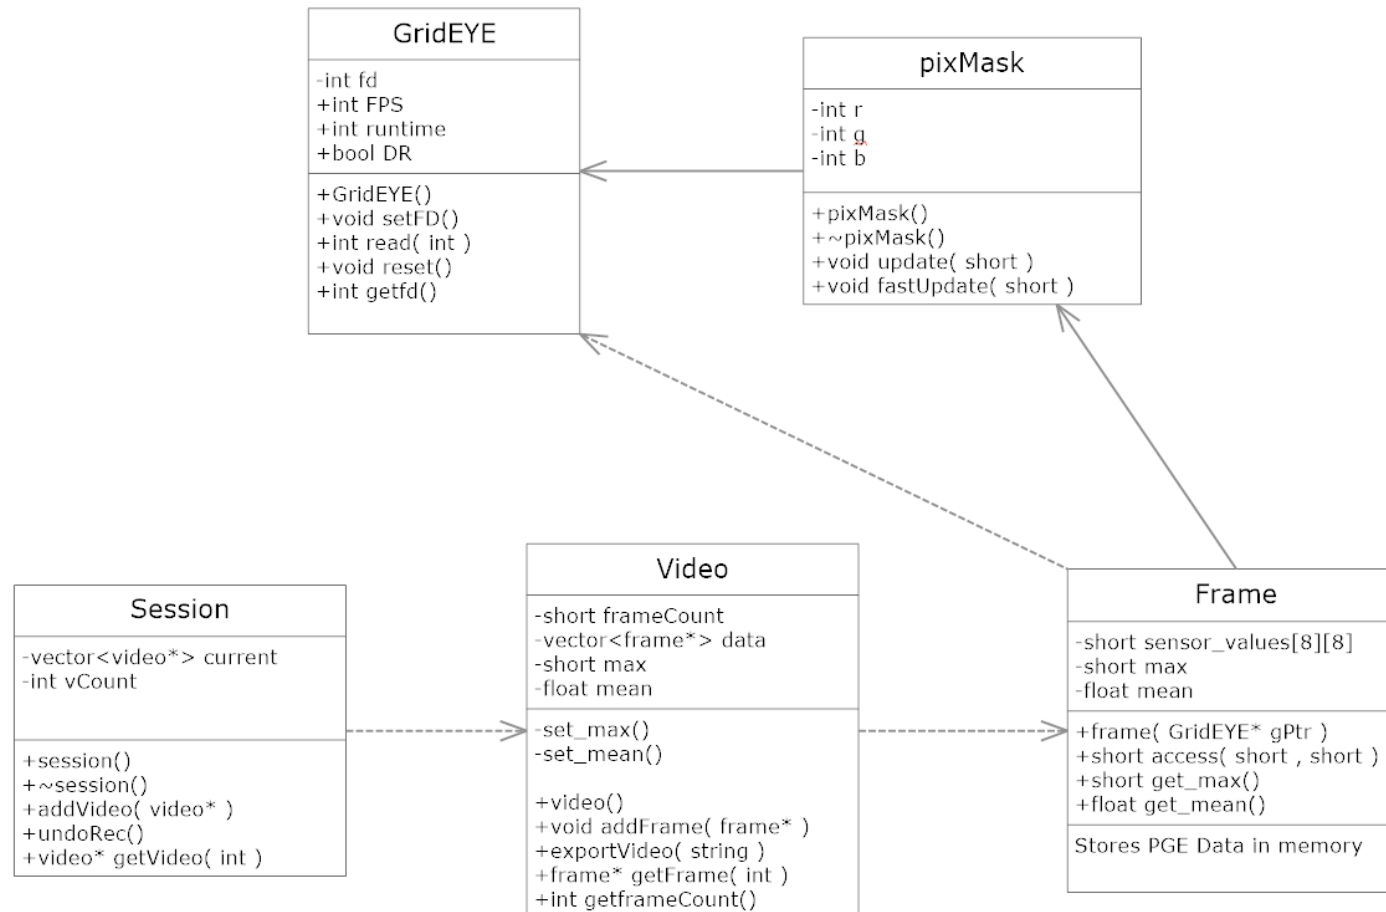 GridEYE
-int fd
+int FPS
+int runtime
+bool DR
+GridEYE()
+void setFD()
+int read( int )
+void reset()
+int getfd()
pixMask
-int r
-int g
-int b
+pixMask()
+~pixMask()
+void update( short )
+void fastUpdate( short )
Session
-vector<video*> current
-int vCount
+session()
+~session()
+addVideo( video* )
+undoRec()
+video* getVideo( int )
Video
-short frameCount
-vector<frame*> data
-short max
-float mean
-set_max()
-set_mean()
+video()
+void addFrame( frame* )
+exportVideo( string )
+frame* getFrame( int )
+int getframeCount()
Frame
-short sensor_values[8][8]
-short max
-float mean
+frame( GridEYE* gPtr )
+short access( short , short )
+short get_max()
+float get_mean()
Stores PGE Data in memory